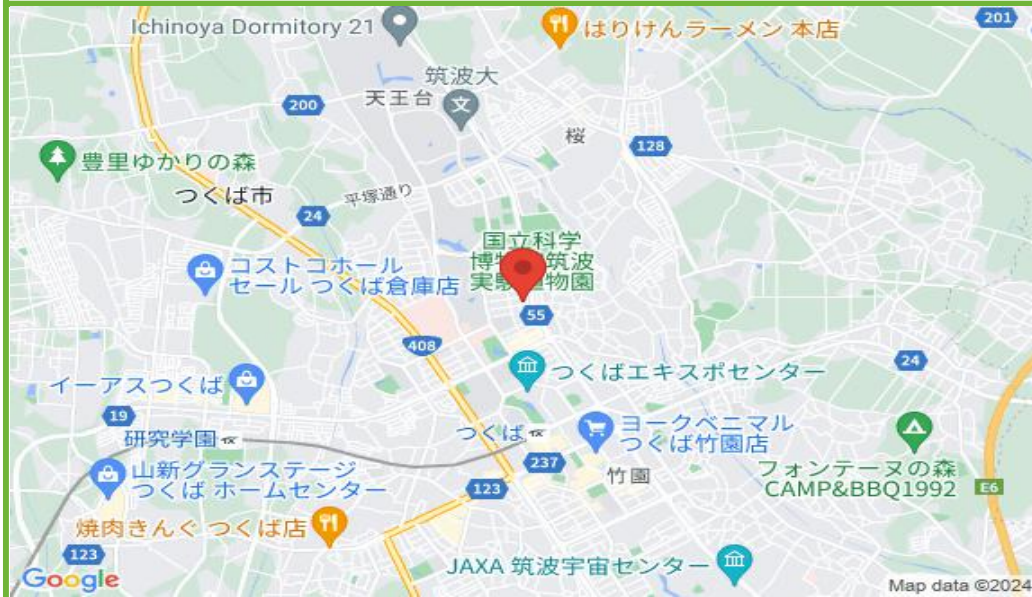 Ichinoya Dormitory 21
はりけんラーメン 本店
201
筑波大
天王台
文
200
桜
128
豊里ゆかりの森
つくば市
平塚通り
24
国立科学
博物館筑波
実験植物園
コストコホール
セール つくば倉庫店
55
408
24
つくばエキスポセンター
イーアスつくば
19
つくば
ヨークベニマル
つくば竹園店
研究学園
山新グランステージ
つくば ホームセンター
237
竹園
フォンテーヌの森
CAMP&BBQ1992
E6
123
焼肉きんぐ つくば店
123
JAXA 筑波宇宙センター
Google
Map data ©2024